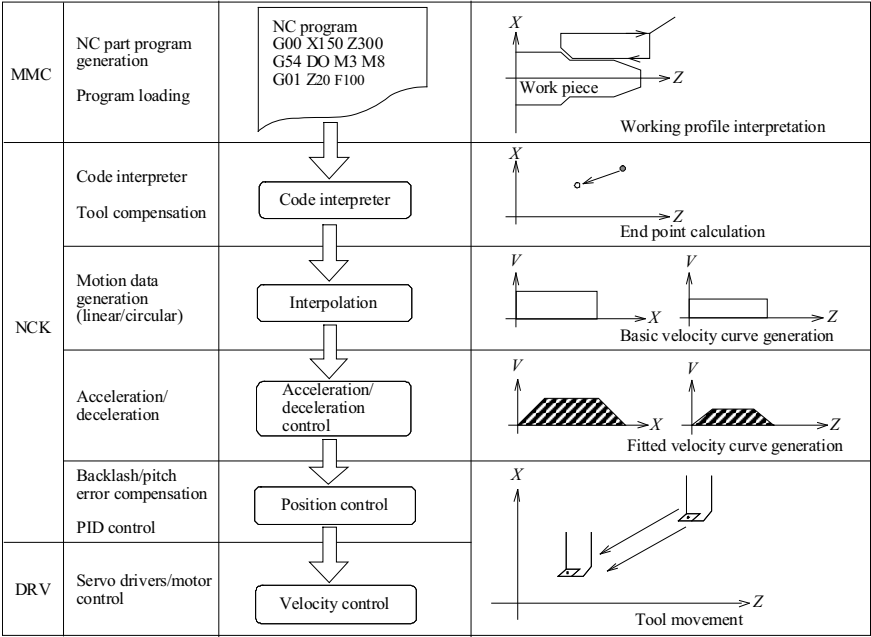 MMC
NC part program
generation
Program loading
NC program
G00 X150 Z300
G54 DO M3 M8
G01 Z20 F100
X
Z
Work piece
Working profile interpretation
NCK
Code interpreter
Tool compensation
Code interpreter
X
Z
End point calculation
Motion data
generation
(linear/circular)
Interpolation
V
X
V
Z
Basic velocity curve generation
Acceleration/
deceleration
Acceleration/
deceleration
control
V
X
V
Z
Fitted velocity curve generation
Backlash/pitch
error compensation
PID control
Position control
X
Z
Tool movement
DRV
Servo drivers/motor
control
Velocity control